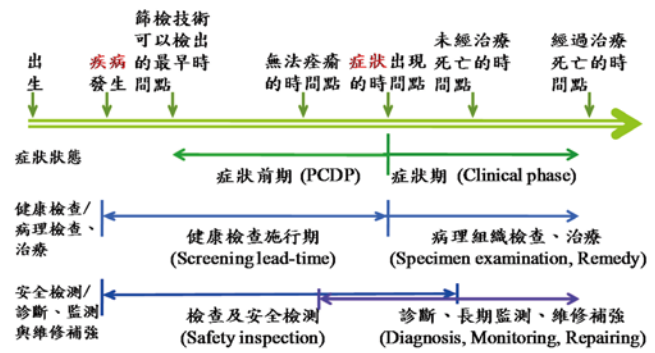 出生
疾病發生
篩檢技術可以檢出的最早時間點
無法痊癒的時間點
症狀出現的時間點
未經治療死亡的時間點
經過治療死亡的時間點
症狀狀態
症狀前期 (PCDP)
症狀期 (Clinical phase)
健康檢查/
病理檢查、
治療
健康檢查施行期
(Screening lead-time)
病理組織檢查、治療
(Specimen examination, Remedy)
安全檢測/
診斷、監測
與維修補強
檢查及安全檢測
(Safety inspection)
診斷、長期監測、維修補強
(Diagnosis, Monitoring, Repairing)